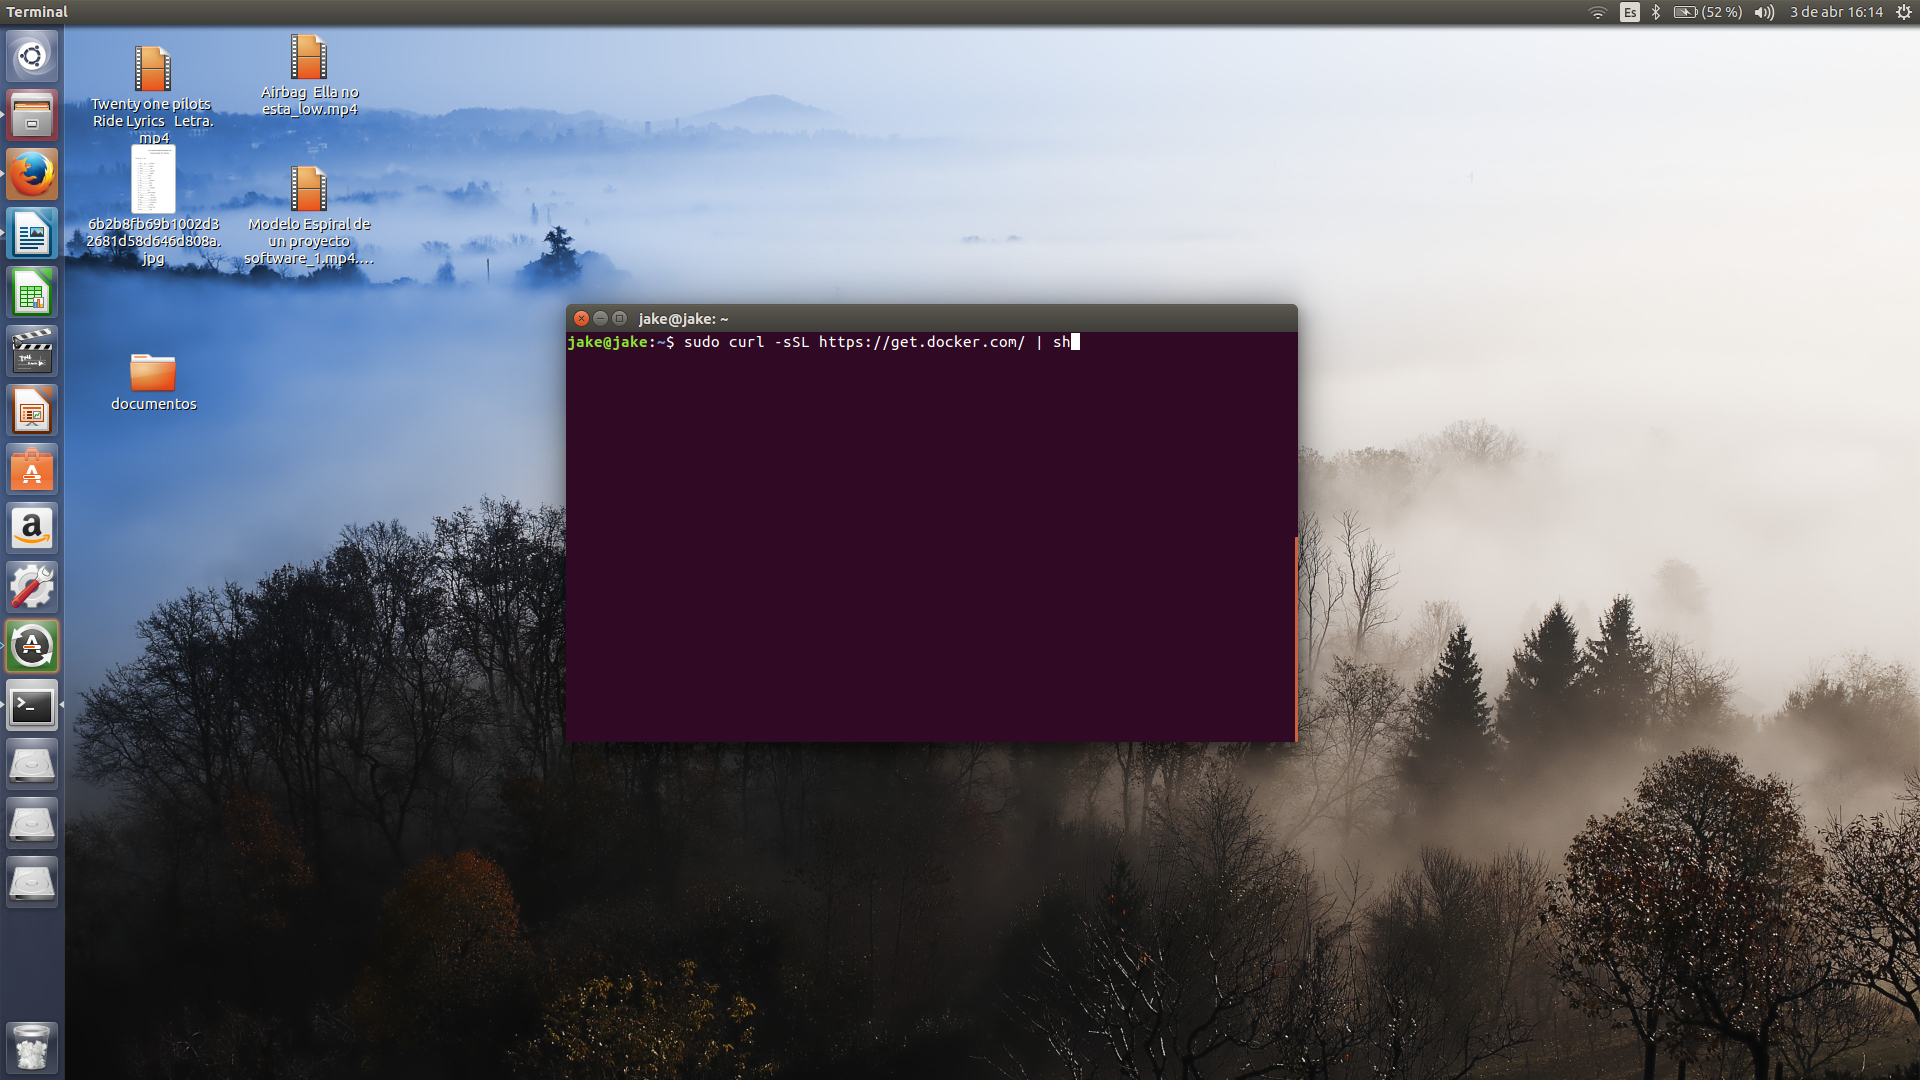 Terminal
Es
(52 %)
3 de abr 16:14
Twenty one pilots
Ride Lyrics Letra.
mp4
Airbag Ella no
esta_low.mp4
6b2b8fb69b1002d3
2681d58d646d808a.
jpg
Modelo Espiral de
un proyecto
software_1.mp4....
documentos
jake@jake: ~
jake@jake:~$ sudo curl -sSL https://get.docker.com/ | sh